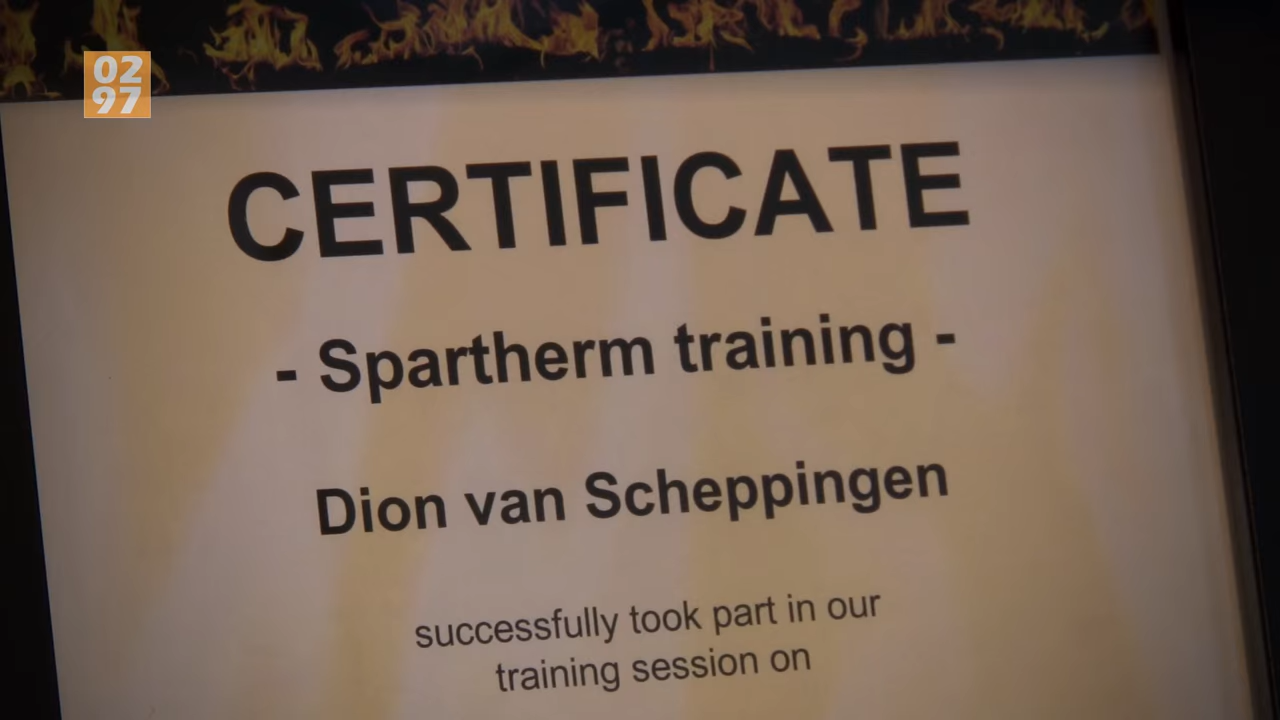 02
97
CERTIFICATE
- Spartherm training -
Dion van Scheppingen
successfully took part in our
training session on